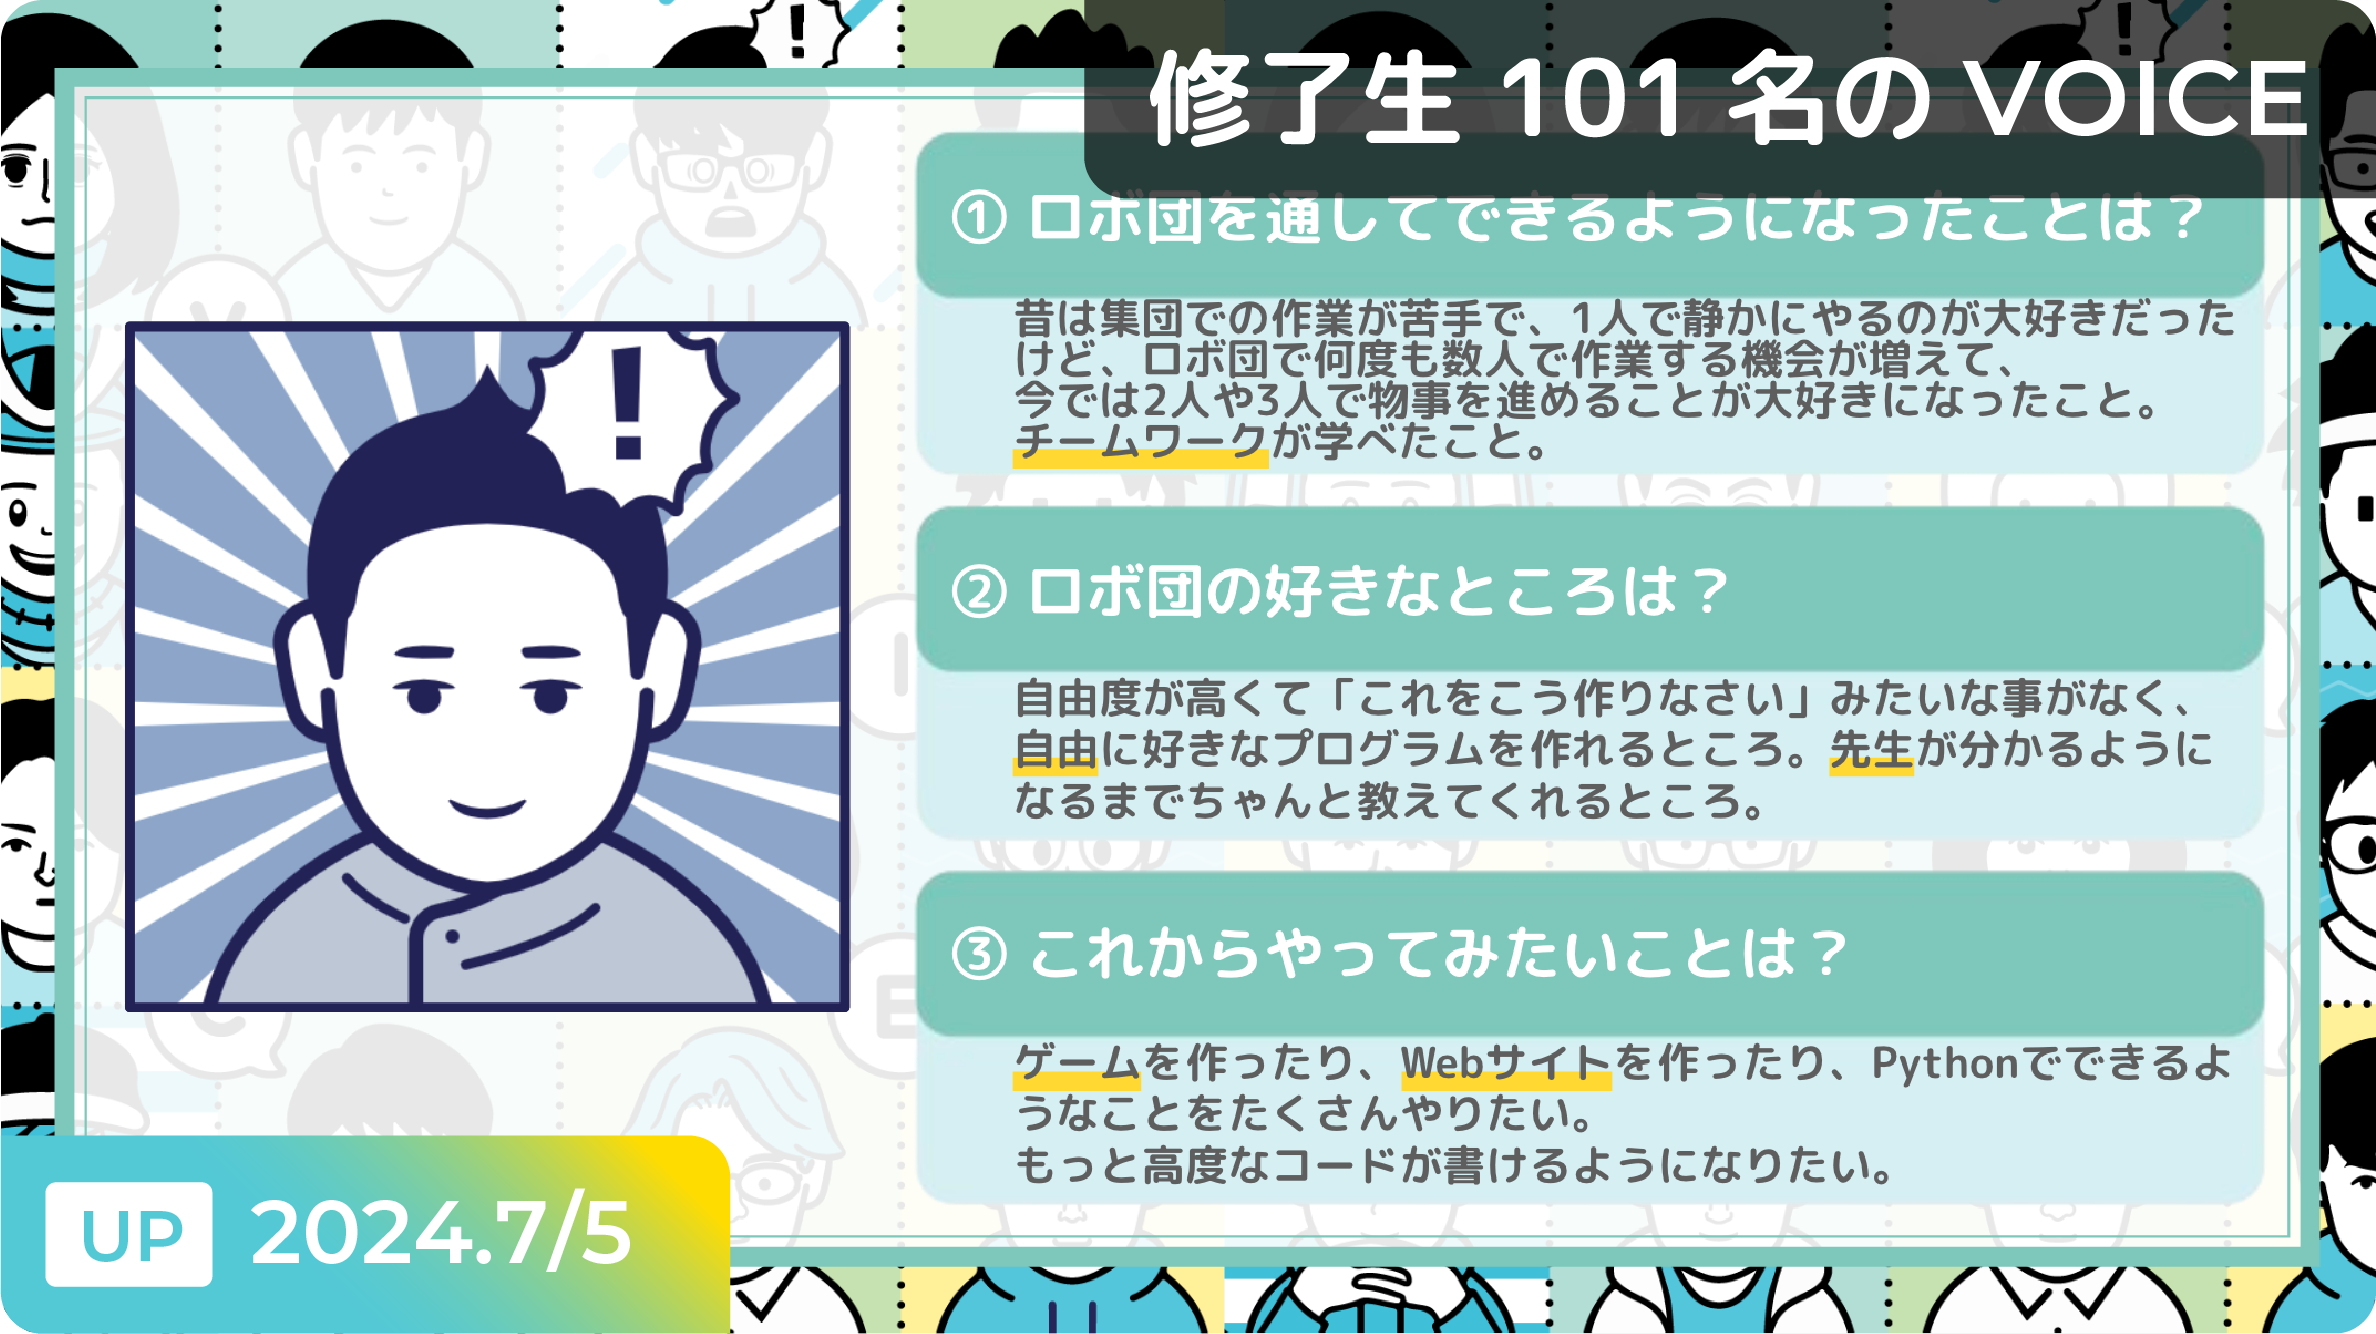 修了生 101 名の VOICE
① ロボ団を通してできるようになったことは？
昔は集団での作業が苦手で、1人で静かにやるのが大好きだった
けど、ロボ団で何度も数人で作業する機会が増えて、
今では2人や3人で物事を進めることが大好きになったこと。
チームワークが学べたこと。
② ロボ団の好きなところは？
自由度が高くて「これをこう作りなさい」みたいな事がなく、
自由に好きなプログラムを作れるところ。先生が分かるように
なるまでちゃんと教えてくれるところ。
③ これからやってみたいことは？
ゲームを作ったり、Webサイトを作ったり、Pythonでできるよ
うなことをたくさんやりたい。
もっと高度なコードが書けるようになりたい。
!
UP 2024.7/5